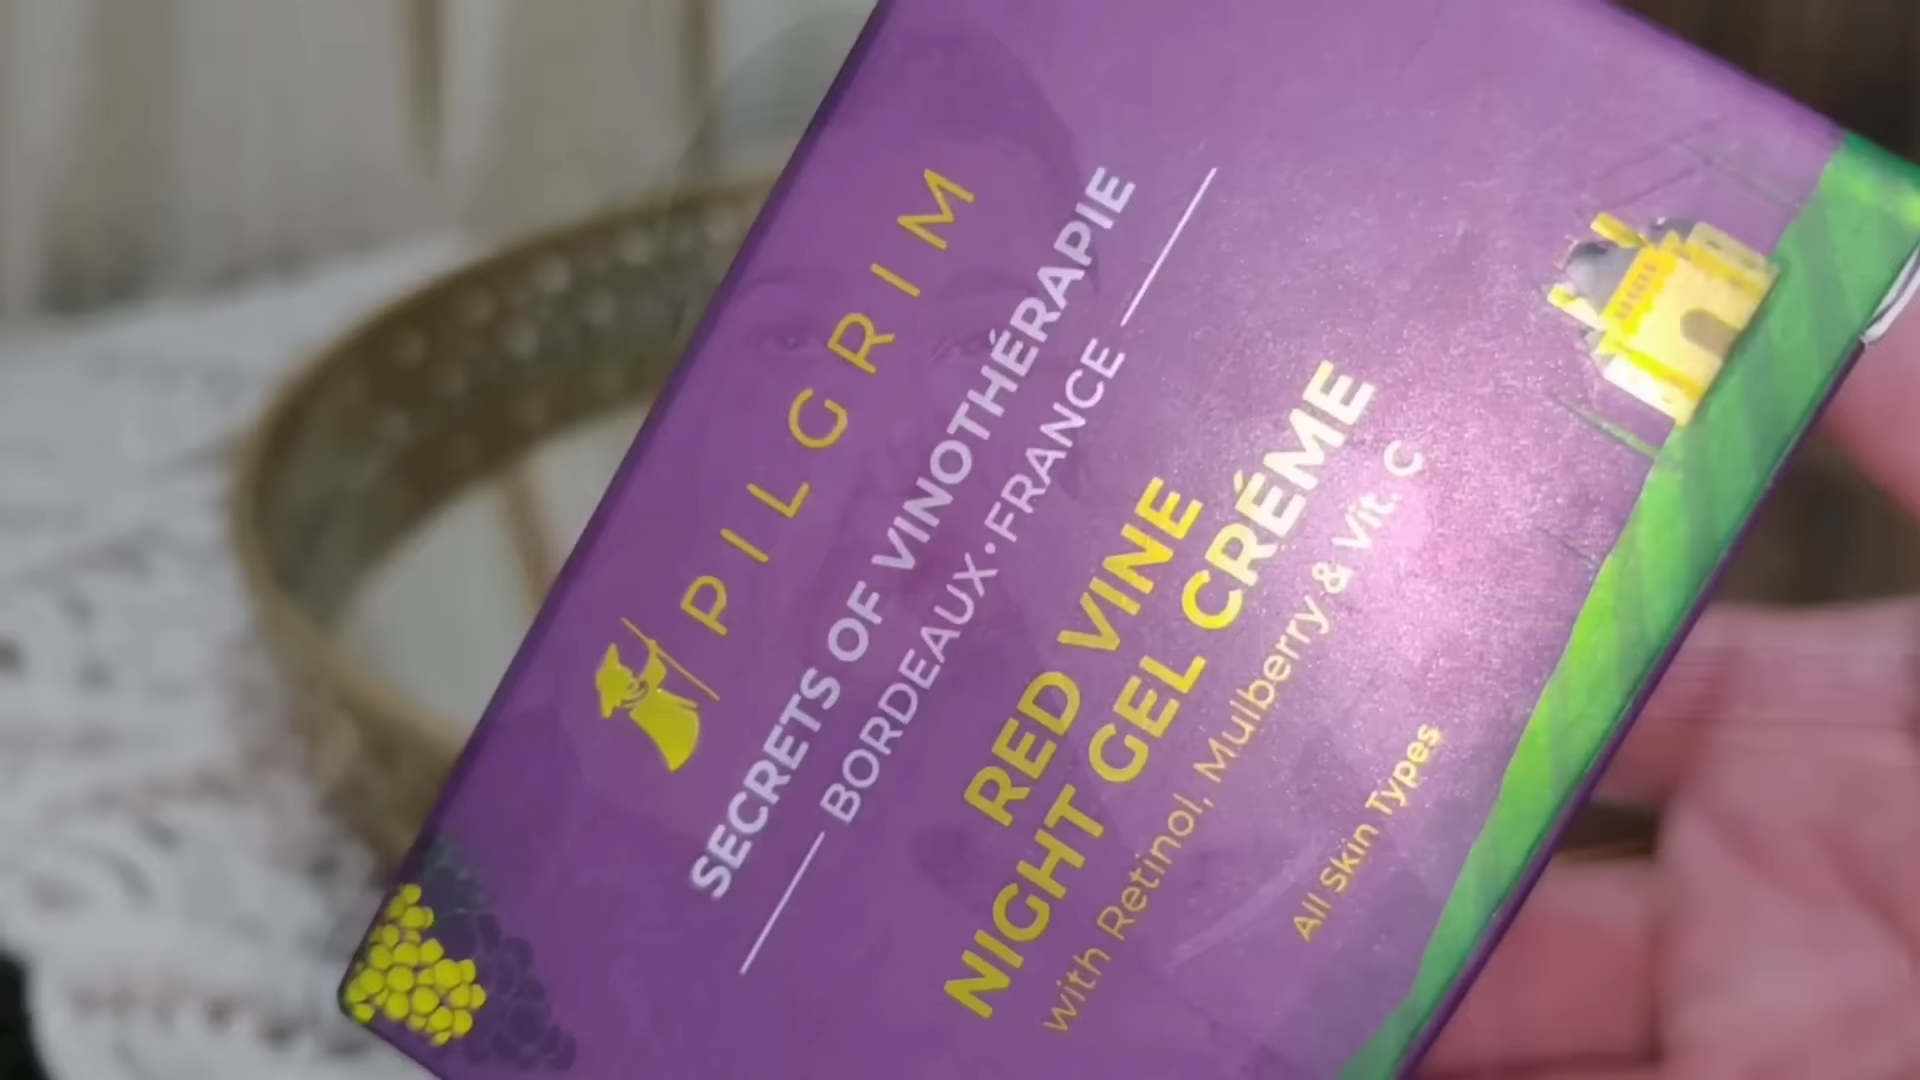 PILGRIM
SECRETS OF VINOTHÉRAPIE
BORDEAUX • FRANCE
RED VINE
NIGHT GEL CRÉME
with Retinol, Mulberry & Vit. C
All Skin Types